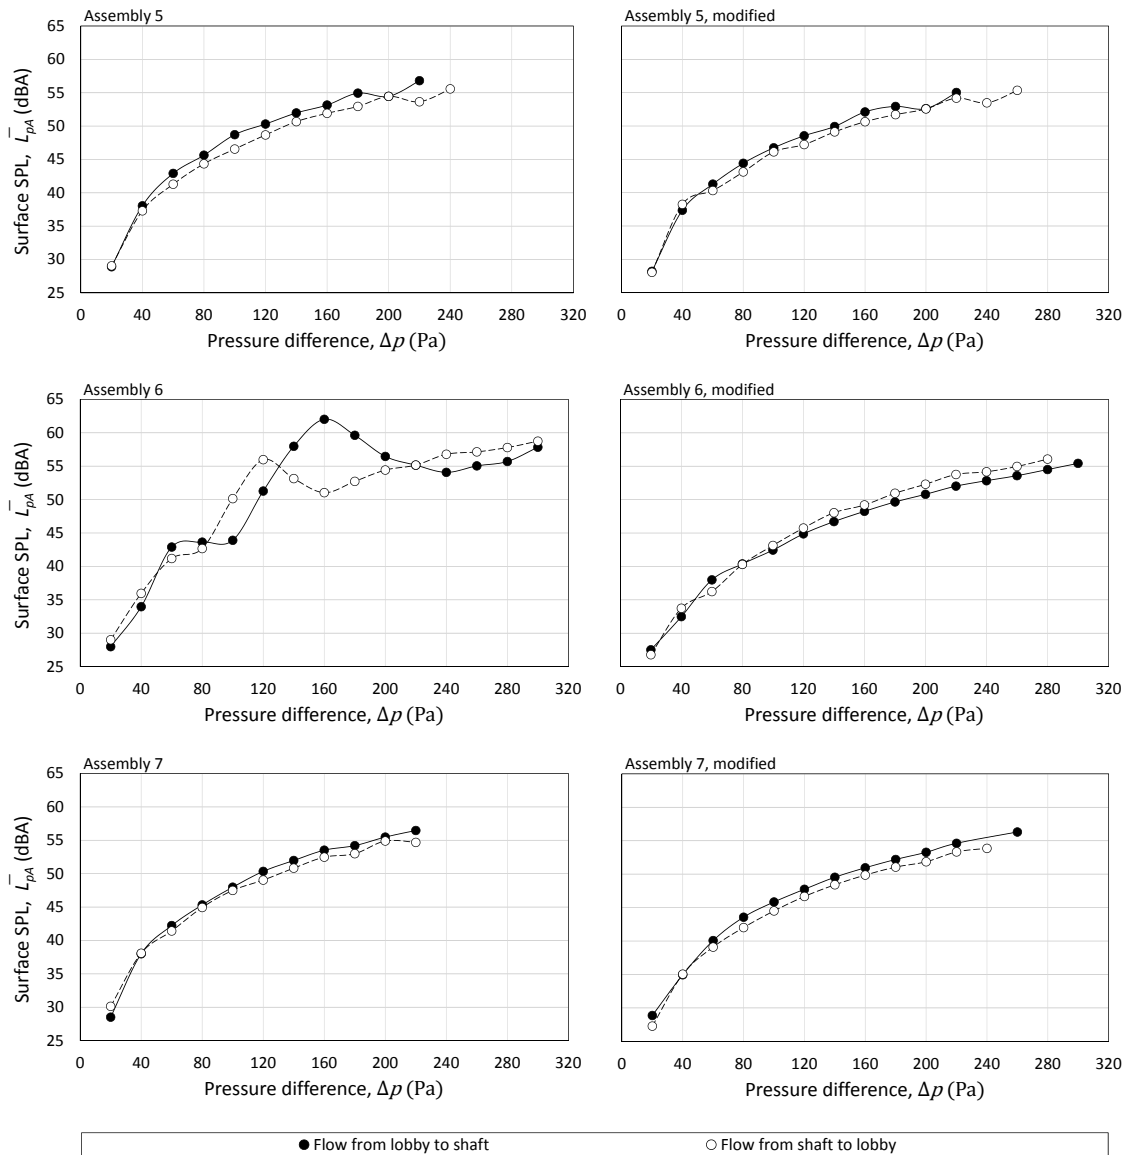 Assembly 5
65
60
55
50
45
40
35
30
25
Surface SPL, L̅pA (dBA)
0 40 80 120 160 200 240 280 320
Pressure difference, Δp (Pa)
Assembly 5, modified
0 40 80 120 160 200 240 280 320
Pressure difference, Δp (Pa)
Assembly 6
65
60
55
50
45
40
35
30
25
Surface SPL, L̅pA (dBA)
0 40 80 120 160 200 240 280 320
Pressure difference, Δp (Pa)
Assembly 6, modified
0 40 80 120 160 200 240 280 320
Pressure difference, Δp (Pa)
Assembly 7
65
60
55
50
45
40
35
30
25
Surface SPL, L̅pA (dBA)
0 40 80 120 160 200 240 280 320
Pressure difference, Δp (Pa)
Assembly 7, modified
0 40 80 120 160 200 240 280 320
Pressure difference, Δp (Pa)
Flow from lobby to shaft
Flow from shaft to lobby